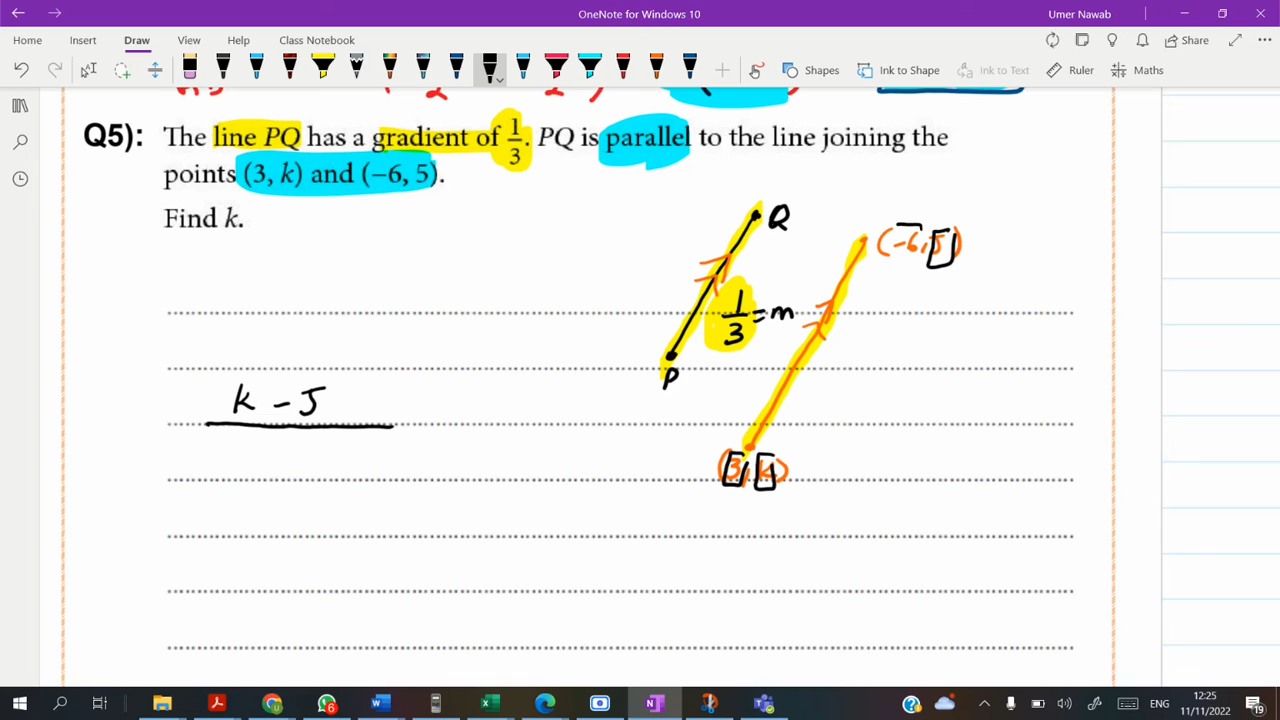 OneNote for Windows 10
Umer Nawab
Home Insert Draw View Help Class Notebook
Share
Shapes Ink to Shape Ink to Text Ruler Maths
Q5): The line PQ has a gradient of 1/3. PQ is parallel to the line joining the
points (3, k) and (−6, 5).
Find k.
Q
(-6,5)
1/3 = m
P
k - 5
(3, k)
6
ENG
12:25
11/11/2022
19